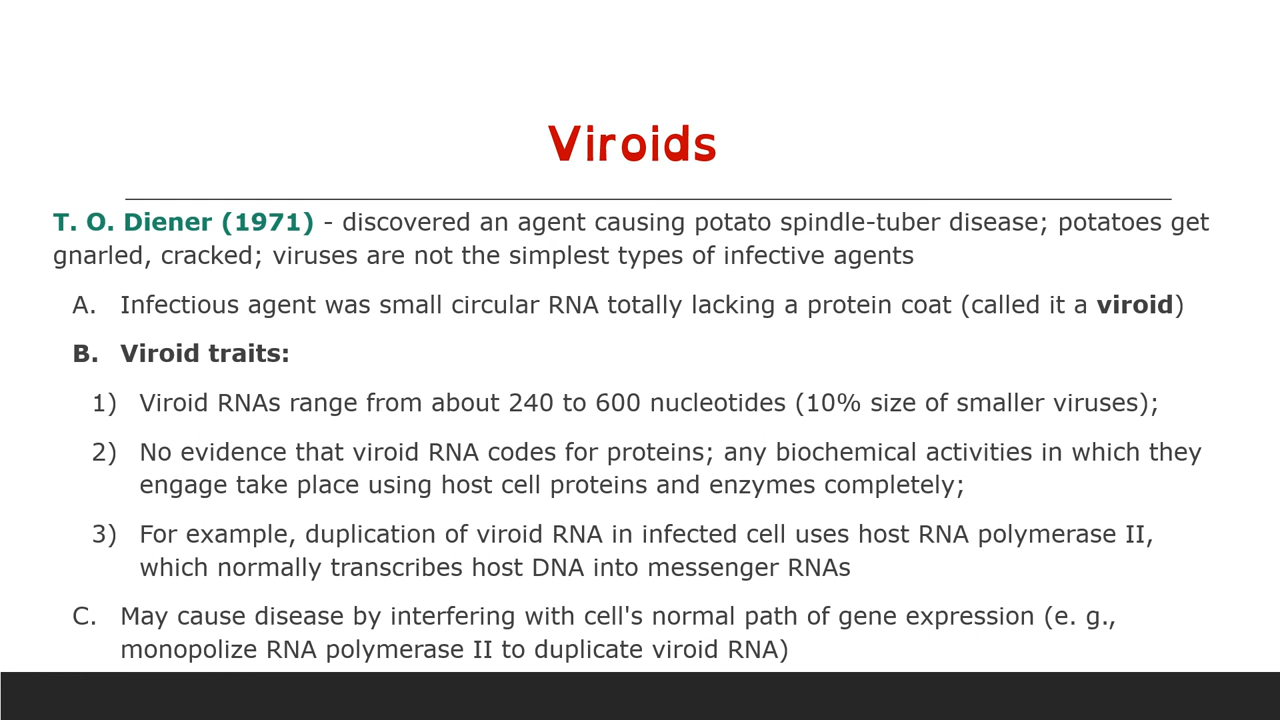 Viroids
T. O. Diener (1971) - discovered an agent causing potato spindle-tuber disease; potatoes get
gnarled, cracked; viruses are not the simplest types of infective agents
A. Infectious agent was small circular RNA totally lacking a protein coat (called it a viroid)
B. Viroid traits:
1) Viroid RNAs range from about 240 to 600 nucleotides (10% size of smaller viruses);
2) No evidence that viroid RNA codes for proteins; any biochemical activities in which they
engage take place using host cell proteins and enzymes completely;
3) For example, duplication of viroid RNA in infected cell uses host RNA polymerase II,
which normally transcribes host DNA into messenger RNAs
C. May cause disease by interfering with cell's normal path of gene expression (e. g.,
monopolize RNA polymerase II to duplicate viroid RNA)